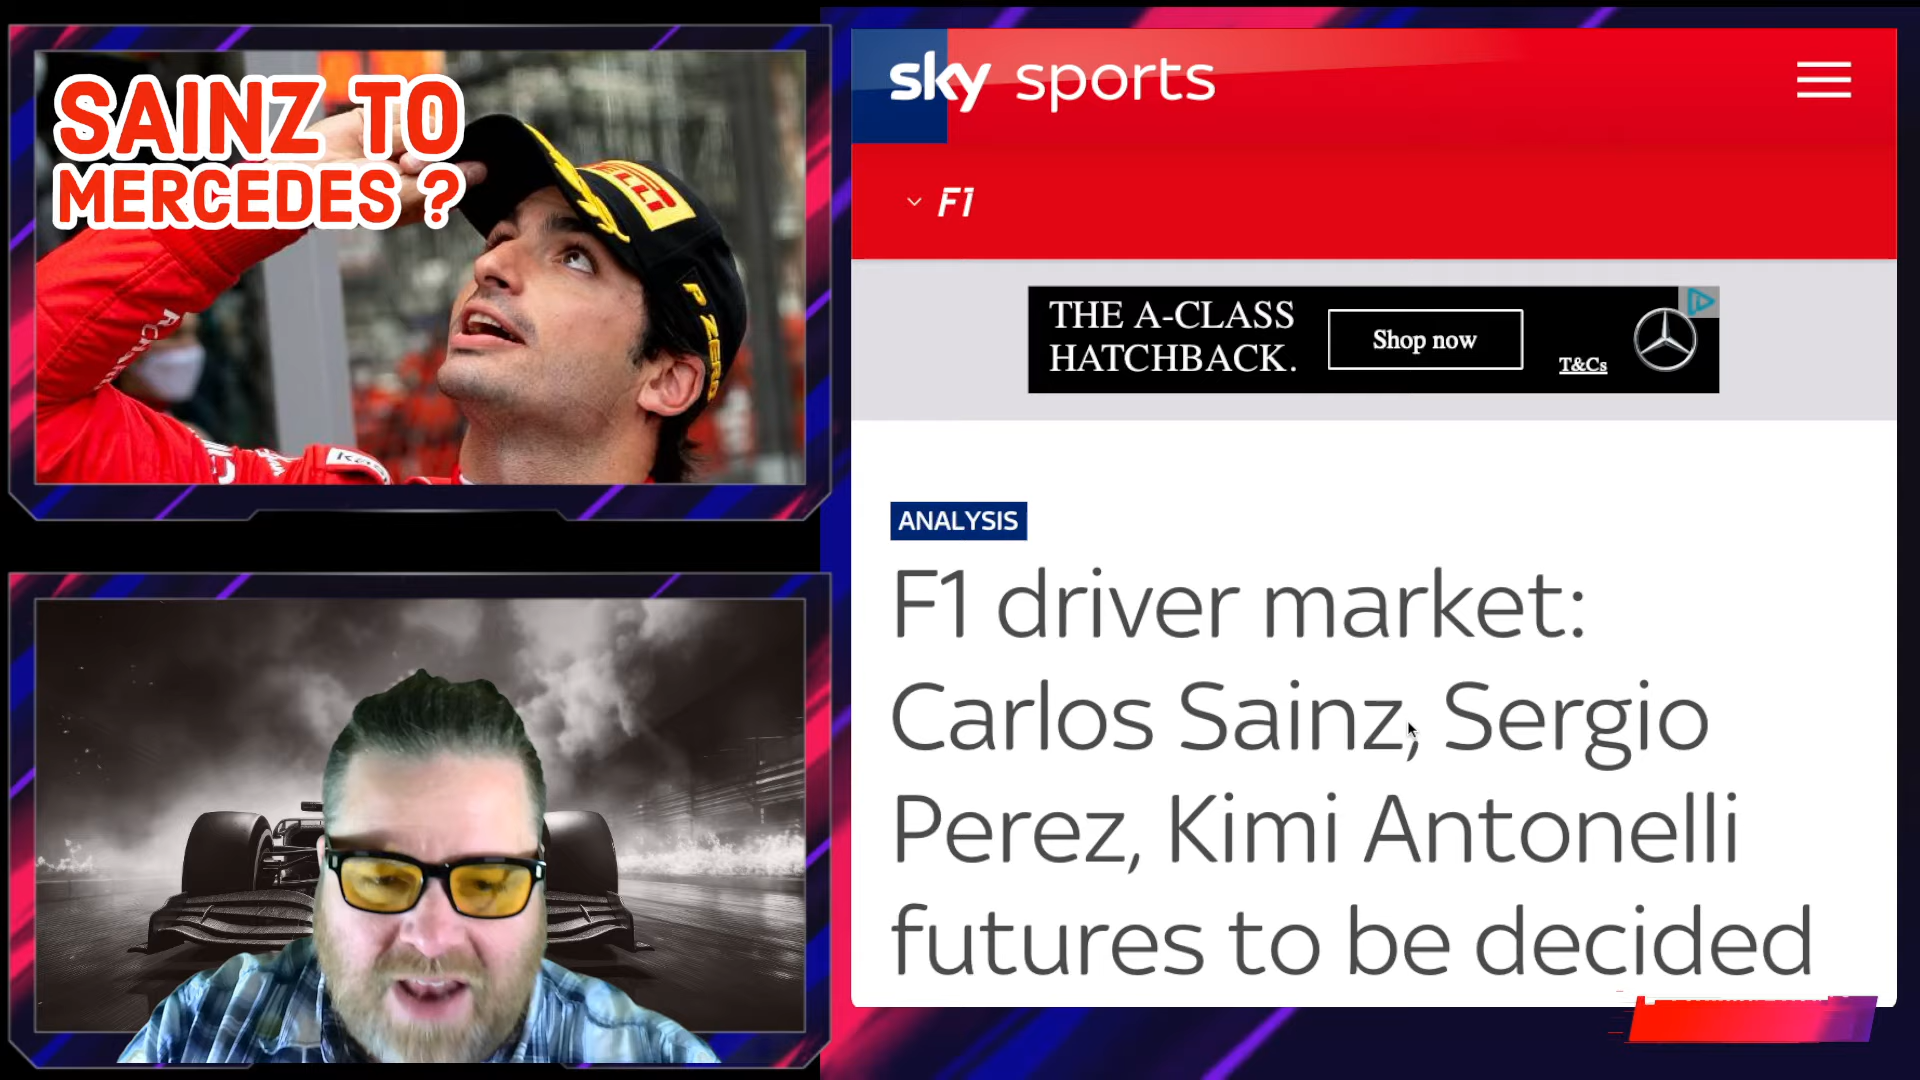 SAINZ TO
MERCEDES ?
P ZERO
sky sports
F1
THE A-CLASS
HATCHBACK.
Shop now
T&Cs
ANALYSIS
F1 driver market:
Carlos Sainz, Sergio
Perez, Kimi Antonelli
futures to be decided